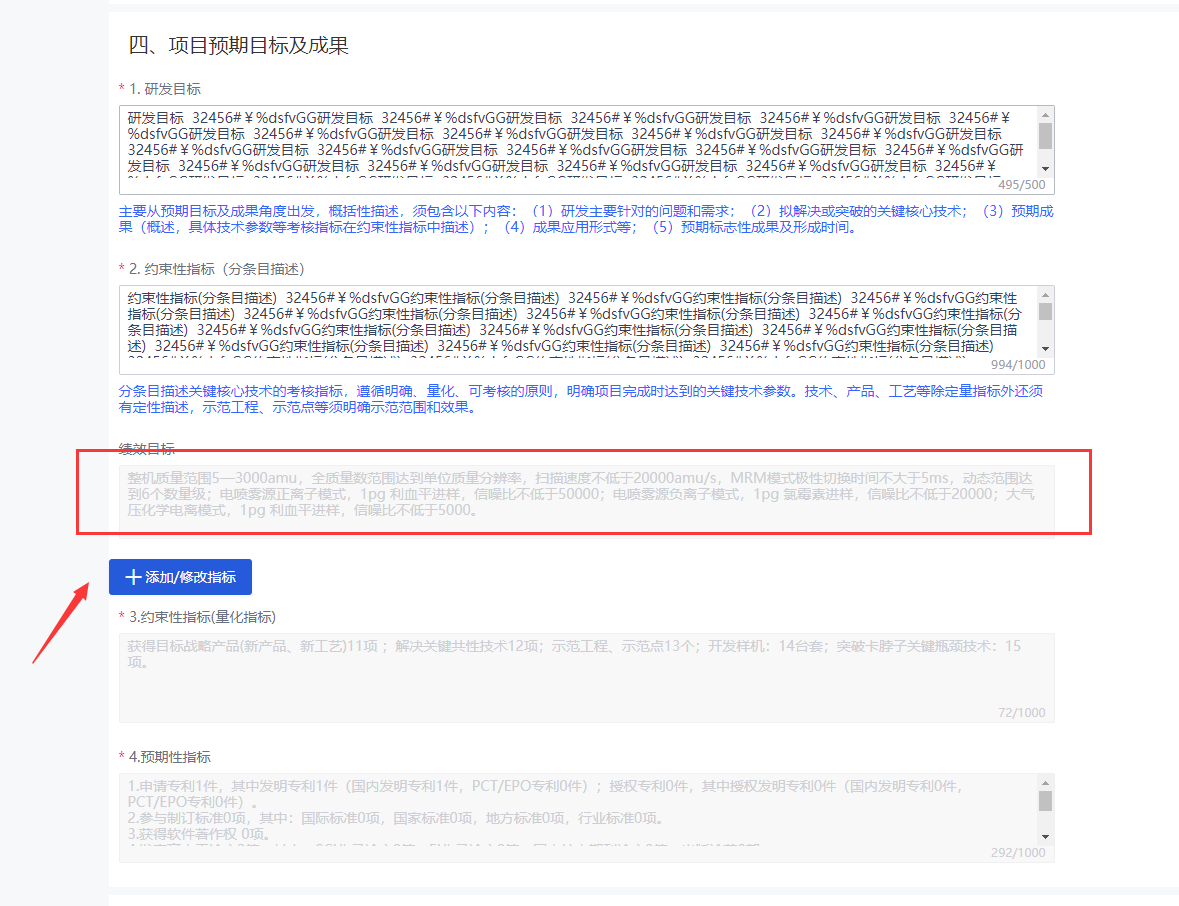 四、项目预期目标及成果
* 1. 研发目标
研发目标 32456#￥%dsfvGG研发目标 32456#￥%dsfvGG研发目标 32456#￥%dsfvGG研发目标 32456#￥%dsfvGG研发目标 32456#￥
%dsfvGG研发目标 32456#￥%dsfvGG研发目标 32456#￥%dsfvGG研发目标 32456#￥%dsfvGG研发目标 32456#￥%dsfvGG研发目标
32456#￥%dsfvGG研发目标 32456#￥%dsfvGG研发目标 32456#￥%dsfvGG研发目标 32456#￥%dsfvGG研发目标 32456#￥%dsfvGG研
发目标 32456#￥%dsfvGG研发目标 32456#￥%dsfvGG研发目标 32456#￥%dsfvGG研发目标 32456#￥%dsfvGG研发目标 32456#￥
495/500
主要从预期目标及成果角度出发，概括性描述，须包含以下内容：（1）研发主要针对的问题和需求；（2）拟解决或突破的关键核心技术；（3）预期成
果（概述，具体技术参数等考核指标在约束性指标中描述）；（4）成果应用形式等；（5）预期标志性成果及形成时间。
* 2. 约束性指标（分条目描述）
约束性指标(分条目描述) 32456#￥%dsfvGG约束性指标(分条目描述) 32456#￥%dsfvGG约束性指标(分条目描述) 32456#￥%dsfvGG约束性
指标(分条目描述) 32456#￥%dsfvGG约束性指标(分条目描述) 32456#￥%dsfvGG约束性指标(分条目描述) 32456#￥%dsfvGG约束性指标(分
条目描述) 32456#￥%dsfvGG约束性指标(分条目描述) 32456#￥%dsfvGG约束性指标(分条目描述) 32456#￥%dsfvGG约束性指标(分条目描
述) 32456#￥%dsfvGG约束性指标(分条目描述) 32456#￥%dsfvGG约束性指标(分条目描述) 32456#￥%dsfvGG约束性指标(分条目描述)
994/1000
分条目描述关键核心技术的考核指标，遵循明确、量化、可考核的原则，明确项目完成时达到的关键技术参数。技术、产品、工艺等除定量指标外还须
有定性描述，示范工程、示范点等须明确示范范围和效果。
绩效目标
整机质量范围5—3000amu，全质量数范围达到单位质量分辨率，扫描速度不低于20000amu/s，MRM模式极性切换时间不大于5ms，动态范围达
到6个数量级；电喷雾源正离子模式，1pg 利血平进样，信噪比不低于50000；电喷雾源负离子模式，1pg 氯霉素进样，信噪比不低于20000；大气
压化学电离模式，1pg 利血平进样，信噪比不低于5000。
添加/修改指标
* 3.约束性指标(量化指标)
获得目标战略产品(新产品、新工艺)11项 ；解决关键共性技术12项；示范工程、示范点13个；开发样机：14台套；突破卡脖子关键瓶颈技术：15
项。
72/1000
* 4.预期性指标
1.申请专利1件，其中发明专利1件（国内发明专利1件，PCT/EPO专利0件）；授权专利0件，其中授权发明专利0件（国内发明专利0件，
PCT/EPO专利0件）。
2.参与制订标准0项，其中：国际标准0项，国家标准0项，地方标准0项，行业标准0项。
3.获得软件著作权 0项。
292/1000